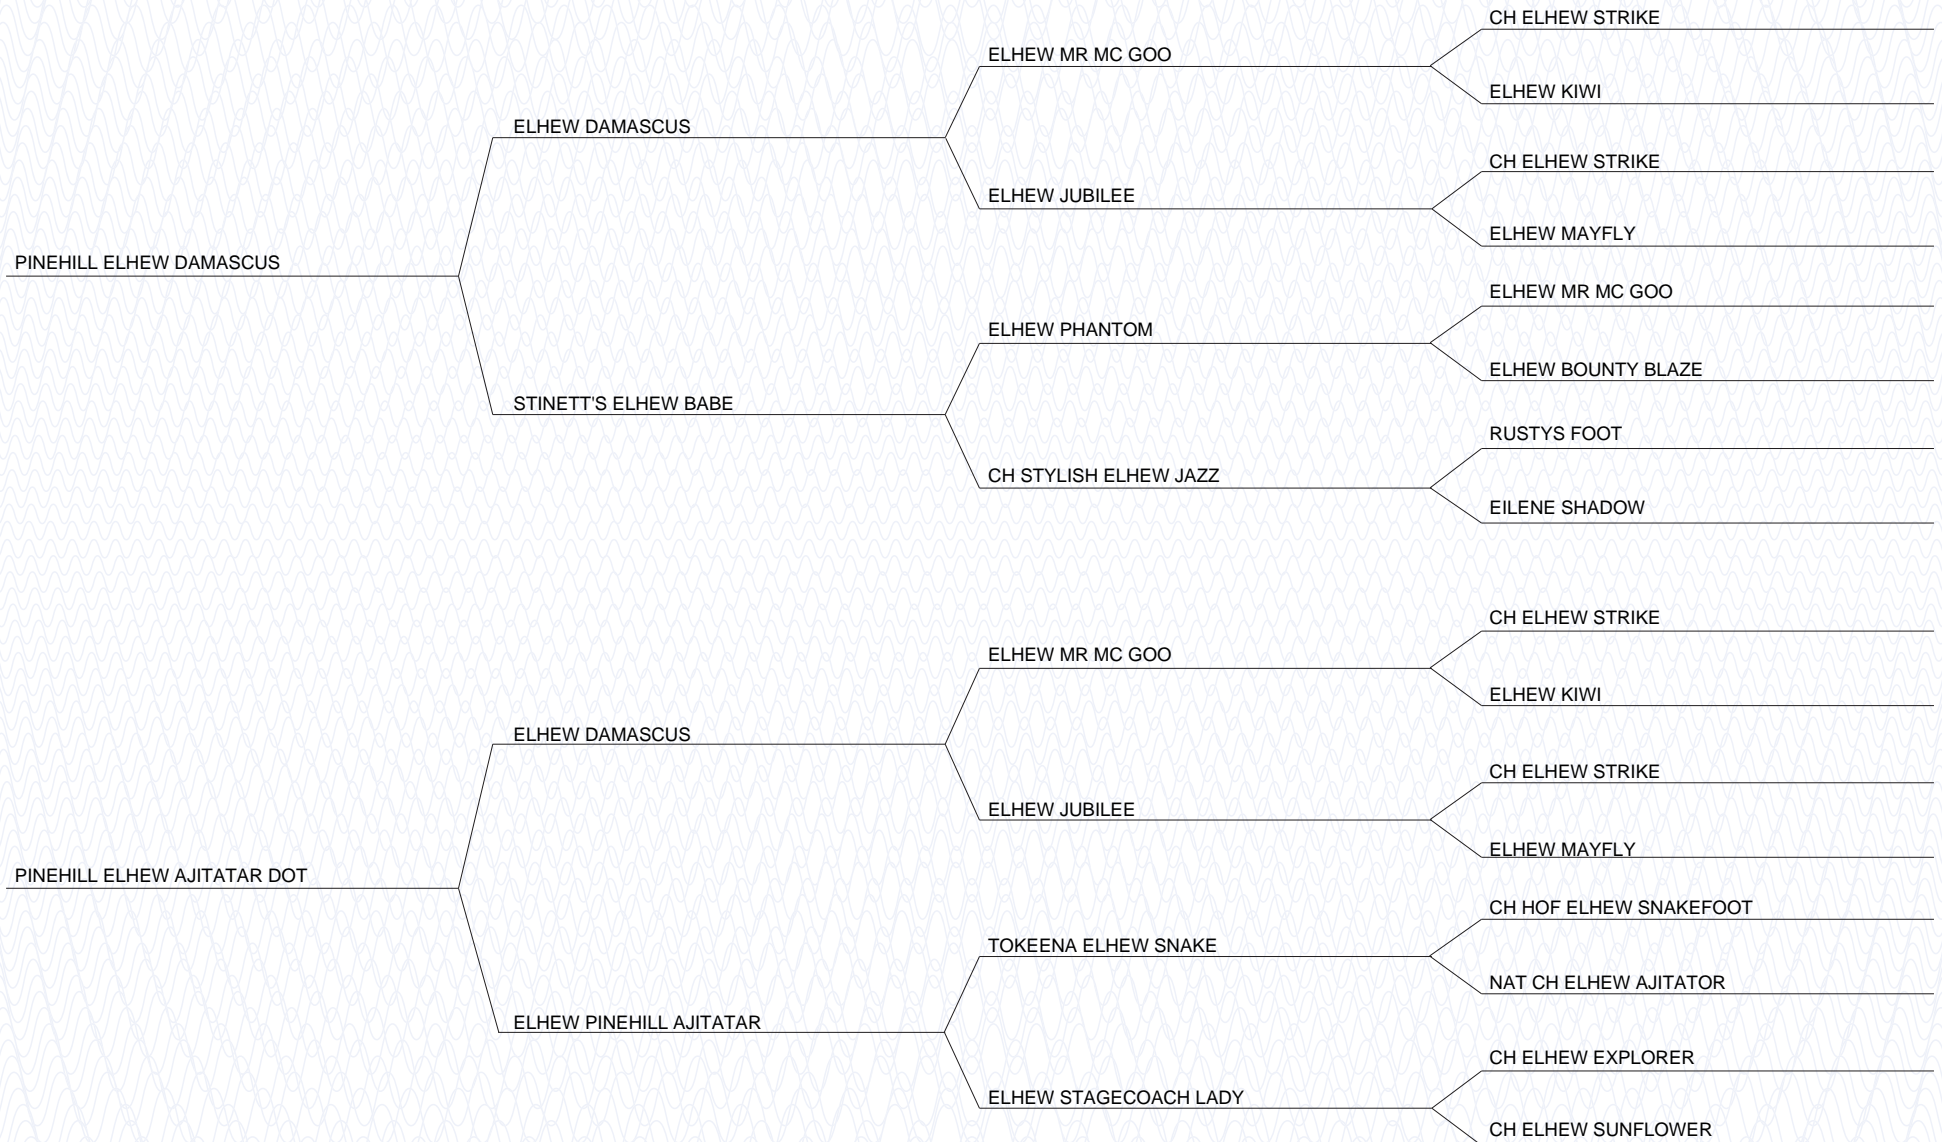 CH ELHEW STRIKE
ELHEW MR MC GOO
ELHEW KIWI
ELHEW DAMASCUS
CH ELHEW STRIKE
ELHEW JUBILEE
ELHEW MAYFLY
PINEHILL ELHEW DAMASCUS
ELHEW MR MC GOO
ELHEW PHANTOM
ELHEW BOUNTY BLAZE
STINETT'S ELHEW BABE
RUSTYS FOOT
CH STYLISH ELHEW JAZZ
EILENE SHADOW
CH ELHEW STRIKE
ELHEW MR MC GOO
ELHEW KIWI
ELHEW DAMASCUS
CH ELHEW STRIKE
ELHEW JUBILEE
ELHEW MAYFLY
PINEHILL ELHEW AJITATAR DOT
CH HOF ELHEW SNAKEFOOT
TOKEENA ELHEW SNAKE
NAT CH ELHEW AJITATOR
ELHEW PINEHILL AJITATAR
CH ELHEW EXPLORER
ELHEW STAGECOACH LADY
CH ELHEW SUNFLOWER